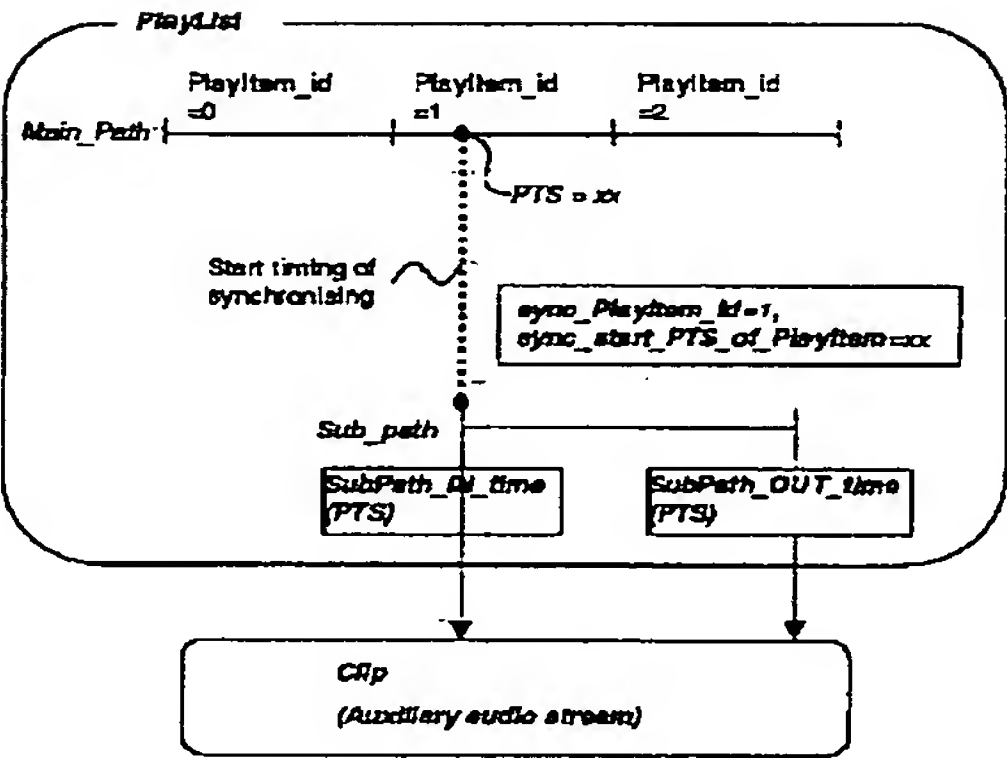 PlayList
PlayItem_id
=0
PlayItem_id
=1
PlayItem_id
=2
Main_Path
PTS = xx
Start timing of
synchronising
sync_PlayItem_id=1,
sync_start_PTS_of_PlayItem=xx
Sub_path
SubPath_IN_time
(PTS)
SubPath_OUT_time
(PTS)
Clip
(Auxiliary audio stream)